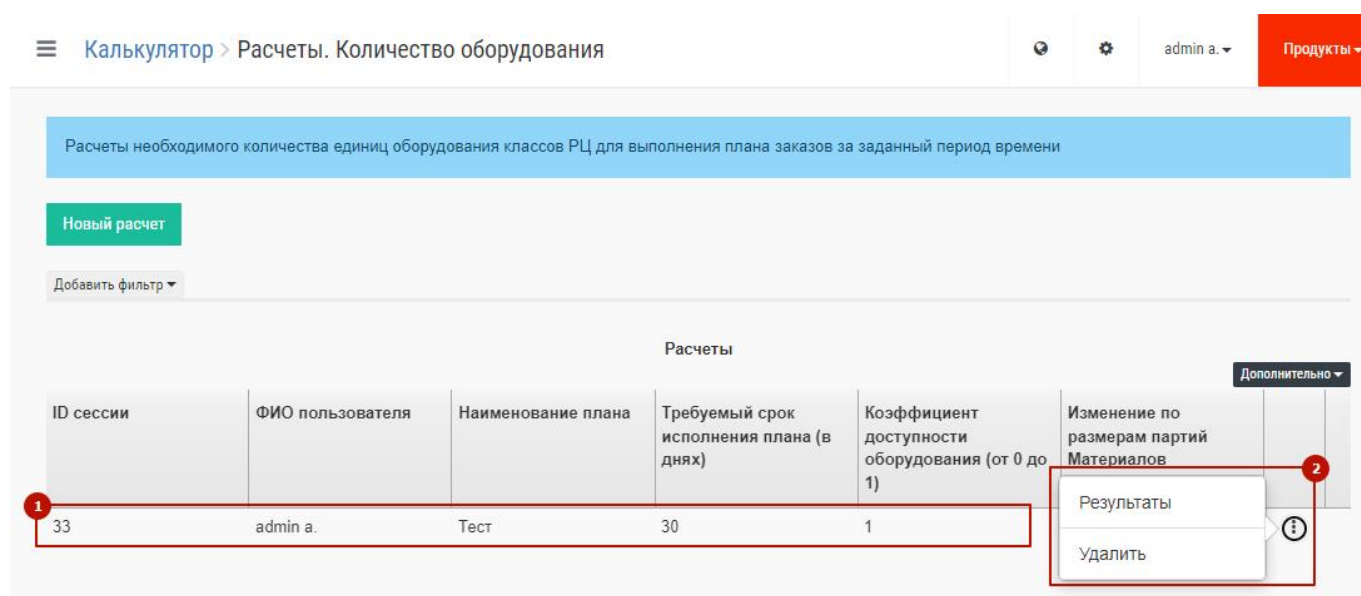 Калькулятор > Расчеты. Количество оборудования
admin a.
Продукты
Расчеты необходимого количества единиц оборудования классов РЦ для выполнения плана заказов за заданный период времени
Новый расчет
Добавить фильтр
Расчеты
Дополнительно
ID сессии ФИО пользователя Наименование плана Требуемый срок Коэффициент Изменение по
исполнения плана (в доступности размерам партий
днях) оборудования (от 0 до Материалов
1)
2
1
33 admin a. Тест 30 1
Результаты
Удалить